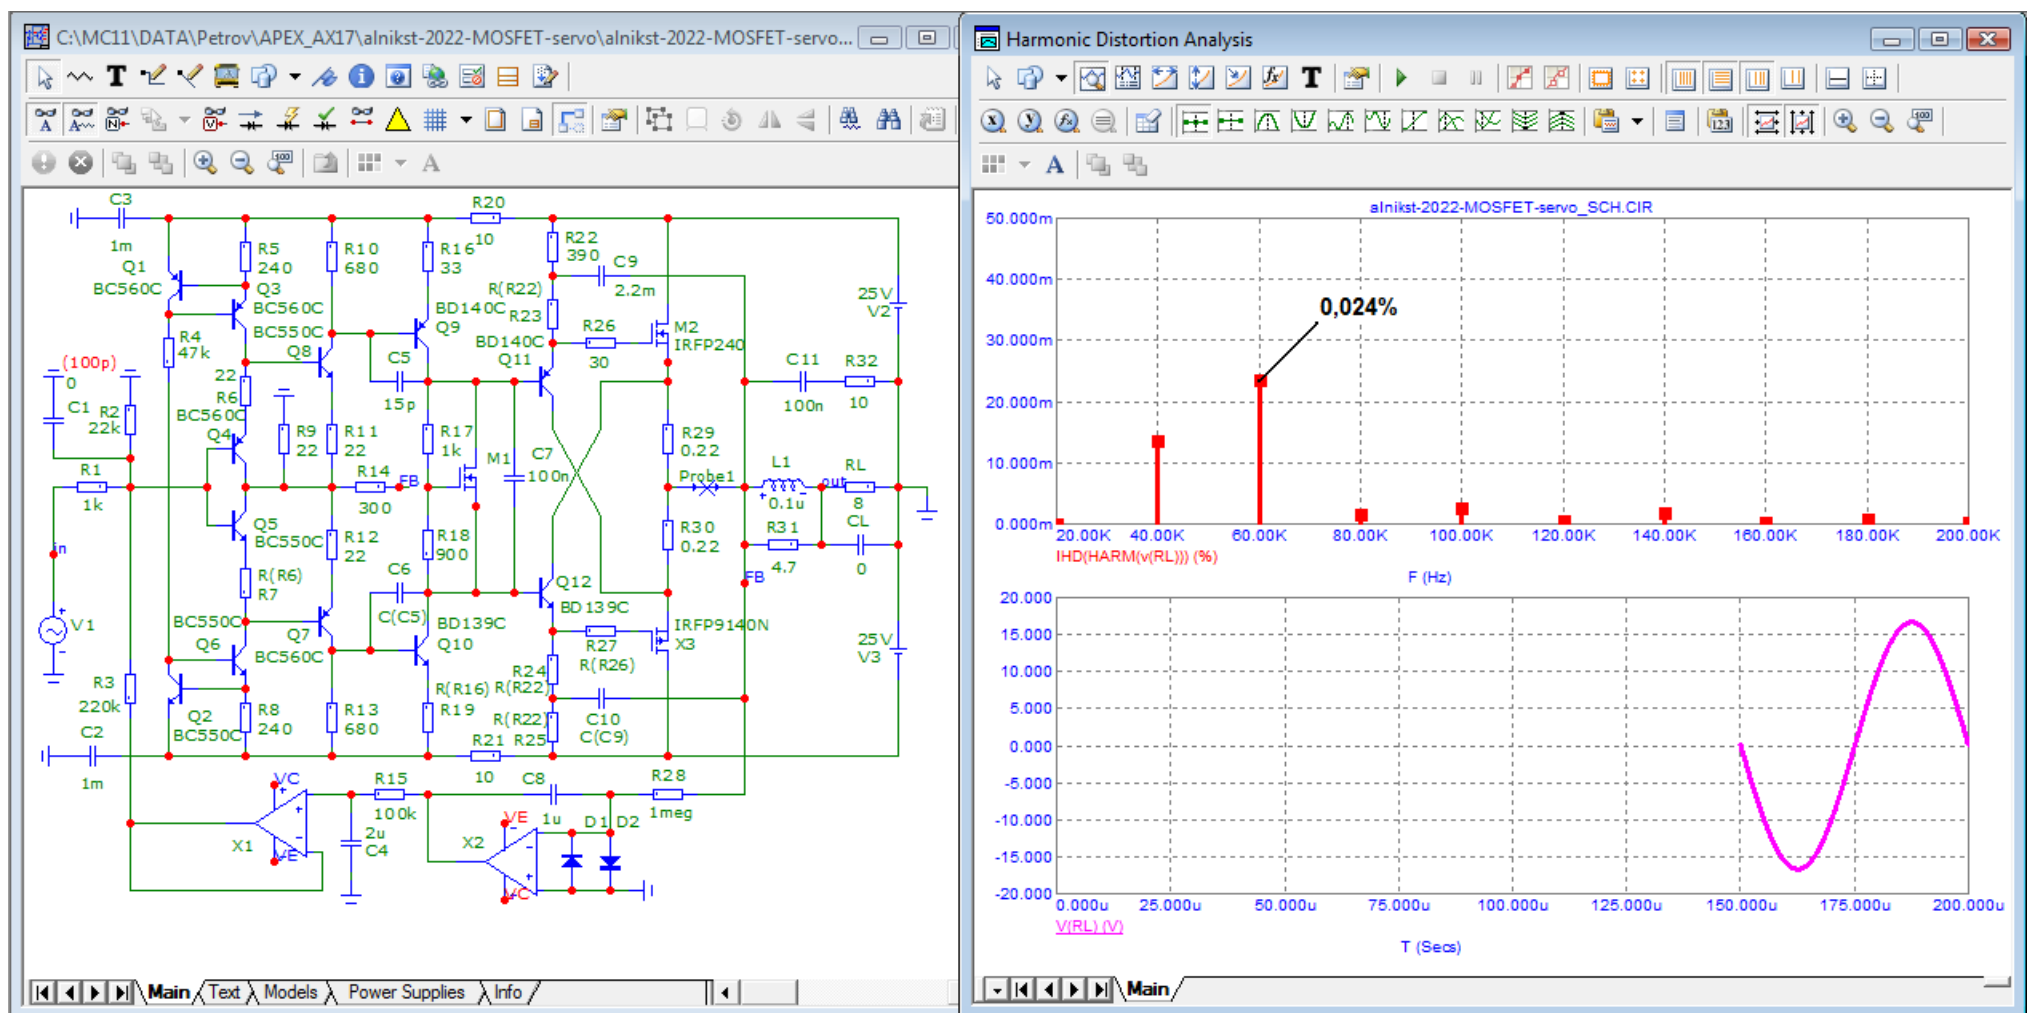 C:\MC11\DATA\Petrov\APEX_AX17\alnikst-2022-MOSFET-servo\alnikst-2022-MOSFET-servo...
C3
1m
R20
10
R5
240
R10
680
R16
33
R22
390
C9
2.2m
Q1
BC560C
Q3
BC560C
BC550C
BD140C
Q9
R(R22)
R23
25V
V2
R4
47k
Q8
BD140C
Q11
R26
30
M2
IRFP240
(100p)
0
C1
R2
22k
22
R6
BC560C
Q4
C5
15p
C11
100n
R32
10
R9
22
R11
22
R17
1k
M1
C7
100n
R29
0.22
R1
1k
R14
300
FB
Probe1
L1
0.1u
out
RL
8
in
Q5
BC550C
R12
22
R18
900
R30
0.22
R31
4.7
CL
0
R(R6)
R7
C6
C(C5)
Q12
BD139C
FB
V1
BC550C
Q6
Q7
BC560C
BD139C
Q10
R27
R(R26)
IRFP9140N
X3
25V
V3
R3
220k
Q2
BC550C
R8
240
R13
680
R(R16)
R19
R24
R(R22)
R(R22)
R25
C10
C(C9)
C2
1m
R21
10
VC
VE
X1
R15
100k
2u
C4
C8
1u
VE
VC
X2
D1
D2
R28
1meg
Main
Text
Models
Power Supplies
Info
Harmonic Distortion Analysis
alnikst-2022-MOSFET-servo_SCH.CIR
50.000m
40.000m
30.000m
20.000m
10.000m
0.000m
0,024%
20.00K 40.00K 60.00K 80.00K 100.00K 120.00K 140.00K 160.00K 180.00K 200.00K
IHD(HARM(v(RL))) (%)
F (Hz)
20.000
15.000
10.000
5.000
0.000
-5.000
-10.000
-15.000
-20.000
0.000u 25.000u 50.000u 75.000u 100.000u 125.000u 150.000u 175.000u 200.000u
V(RL) (V)
T (Secs)
Main